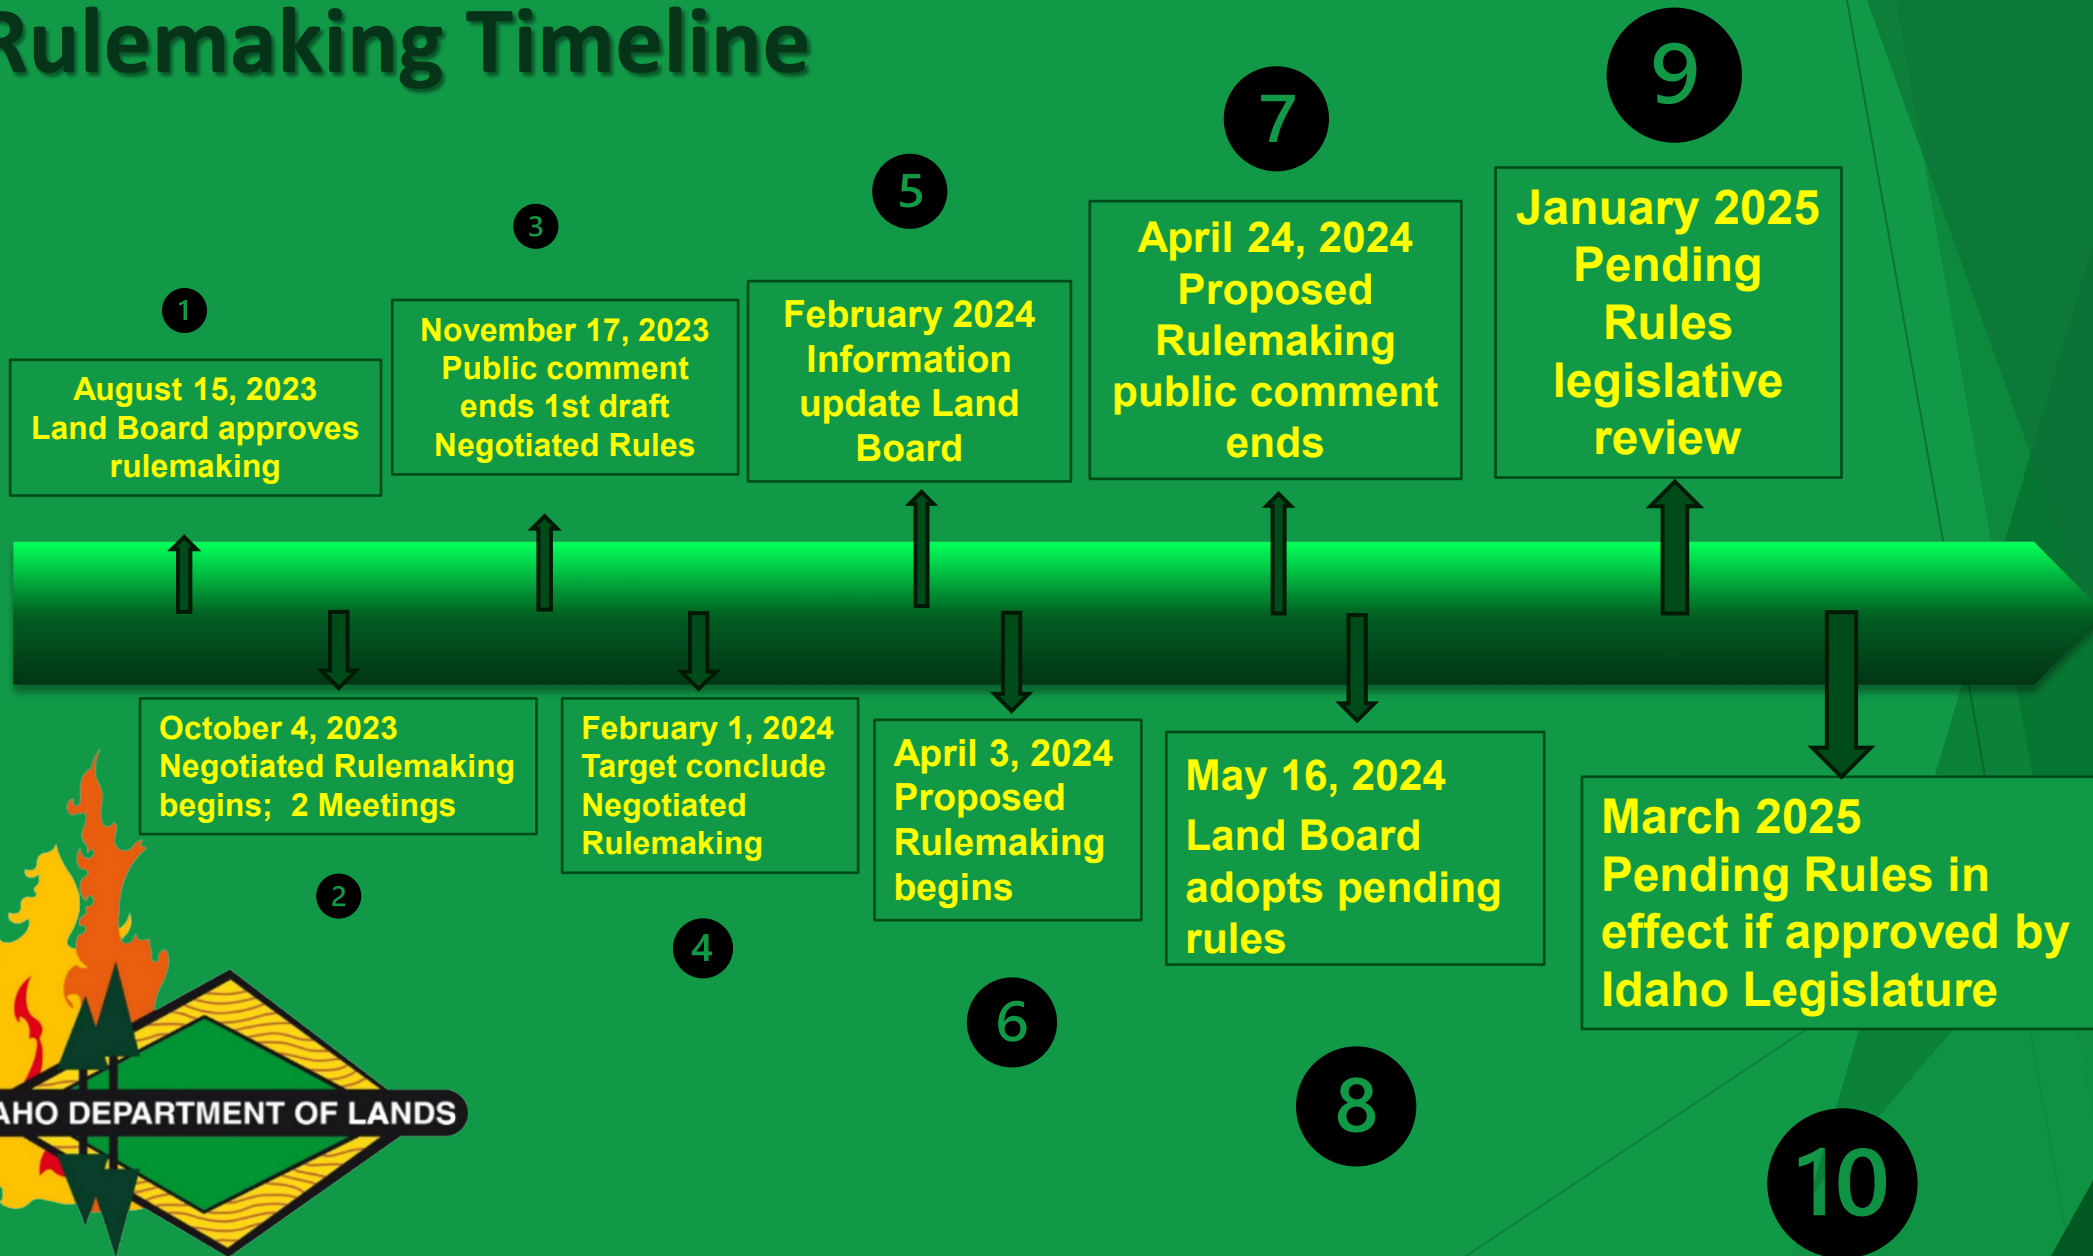 Rulemaking Timeline
1
August 15, 2023
Land Board approves
rulemaking
October 4, 2023
Negotiated Rulemaking
begins; 2 Meetings
2
3
November 17, 2023
Public comment
ends 1st draft
Negotiated Rules
February 1, 2024
Target conclude
Negotiated
Rulemaking
4
5
February 2024
Information
update Land
Board
April 3, 2024
Proposed
Rulemaking
begins
6
7
April 24, 2024
Proposed
Rulemaking
public comment
ends
May 16, 2024
Land Board
adopts pending
rules
8
9
January 2025
Pending
Rules
legislative
review
March 2025
Pending Rules in
effect if approved by
Idaho Legislature
10
AHO DEPARTMENT OF LANDS